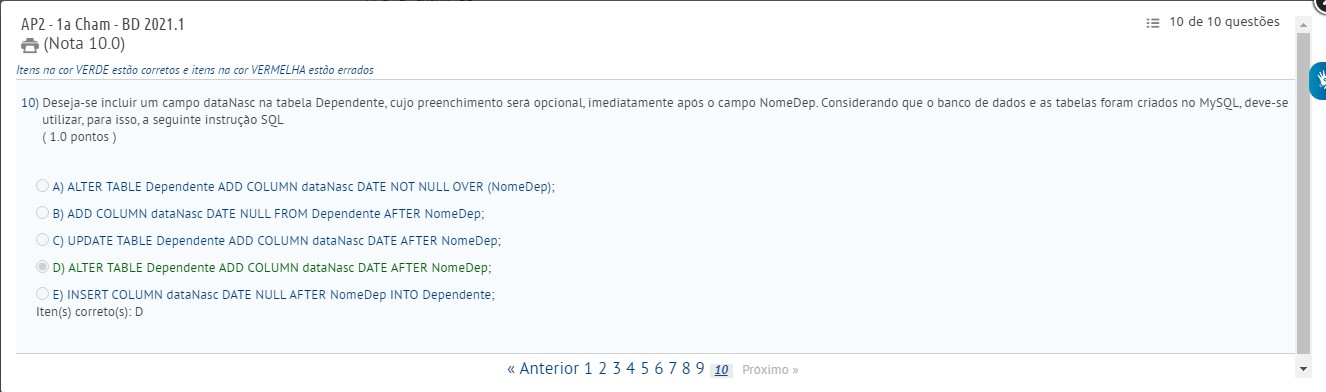 AP2 - 1a Cham - BD 2021.1
10 de 10 questões
(Nota 10.0)
Itens na cor VERDE estão corretos e itens na cor VERMELHA estão errados
10) Deseja-se incluir um campo dataNasc na tabela Dependente, cujo preenchimento será opcional, imediatamente após o campo NomeDep. Considerando que o banco de dados e as tabelas foram criados no MySQL, deve-se
utilizar, para isso, a seguinte instrução SQL
( 1.0 pontos )
A) ALTER TABLE Dependente ADD COLUMN dataNasc DATE NOT NULL OVER (NomeDep);
B) ADD COLUMN dataNasc DATE NULL FROM Dependente AFTER NomeDep;
C) UPDATE TABLE Dependente ADD COLUMN dataNasc DATE AFTER NomeDep;
D) ALTER TABLE Dependente ADD COLUMN dataNasc DATE AFTER NomeDep;
E) INSERT COLUMN dataNasc DATE NULL AFTER NomeDep INTO Dependente;
Iten(s) correto(s): D
« Anterior 1 2 3 4 5 6 7 8 9 10 Proximo »